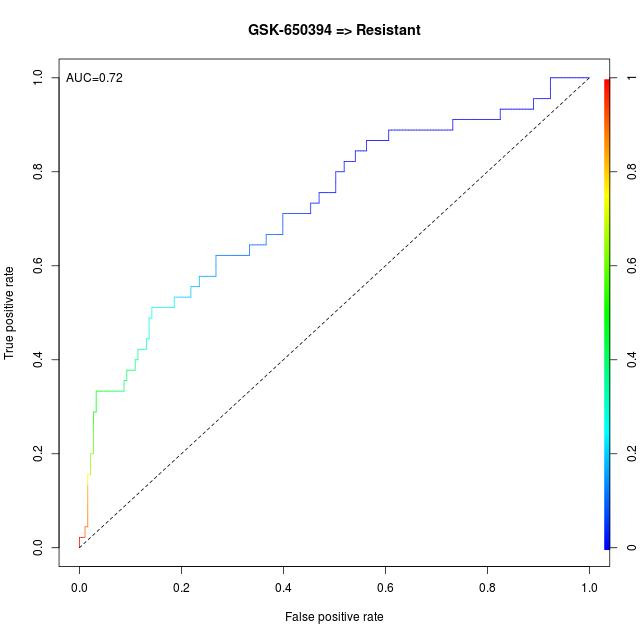 GSK-650394 => Resistant
AUC=0.72
1.0
0.8
0.6
0.4
0.2
0.0
True positive rate
0.0 0.2 0.4 0.6 0.8 1.0
False positive rate
1
0.8
0.6
0.4
0.2
0